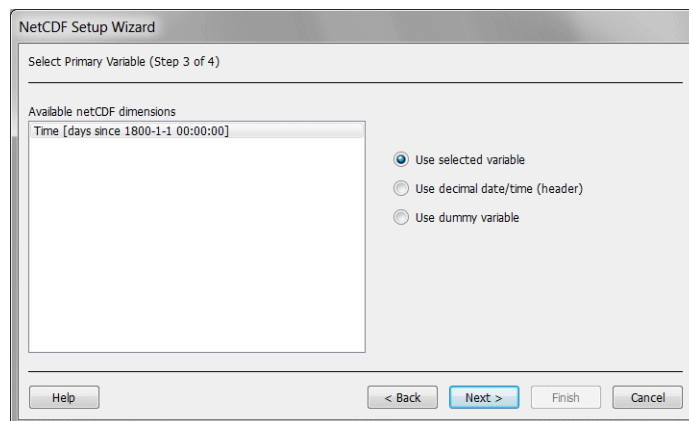 NetCDF Setup Wizard
Select Primary Variable (Step 3 of 4)
Available netCDF dimensions
Time [days since 1800-1-1 00:00:00]
Use selected variable
Use decimal date/time (header)
Use dummy variable
Help
< Back
Next >
Finish
Cancel